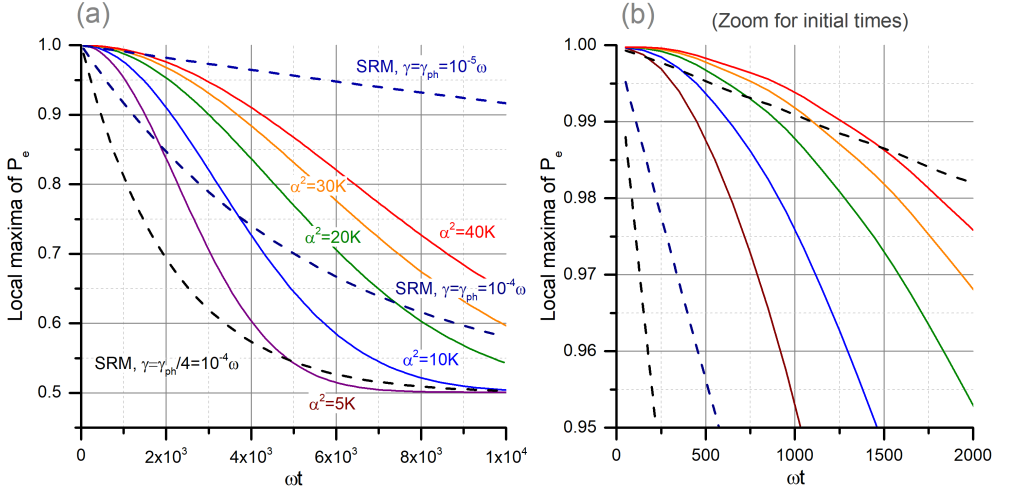 (a)
1.0
0.9
0.8
0.7
0.6
0.5
Local maxima of Pₑ
0
2x10³
4x10³
6x10³
8x10³
1x10⁴
ωt
SRM, γ=γₚₕ=10⁻⁵ω
α²=30K
α²=20K
α²=40K
SRM, γ=γₚₕ=10⁻⁴ω
SRM, γ=γₚₕ/4=10⁻⁴ω
α²=10K
α²=5K
(b)
(Zoom for initial times)
1.00
0.99
0.98
0.97
0.96
0.95
Local maxima of Pₑ
0
500
1000
1500
2000
ωt